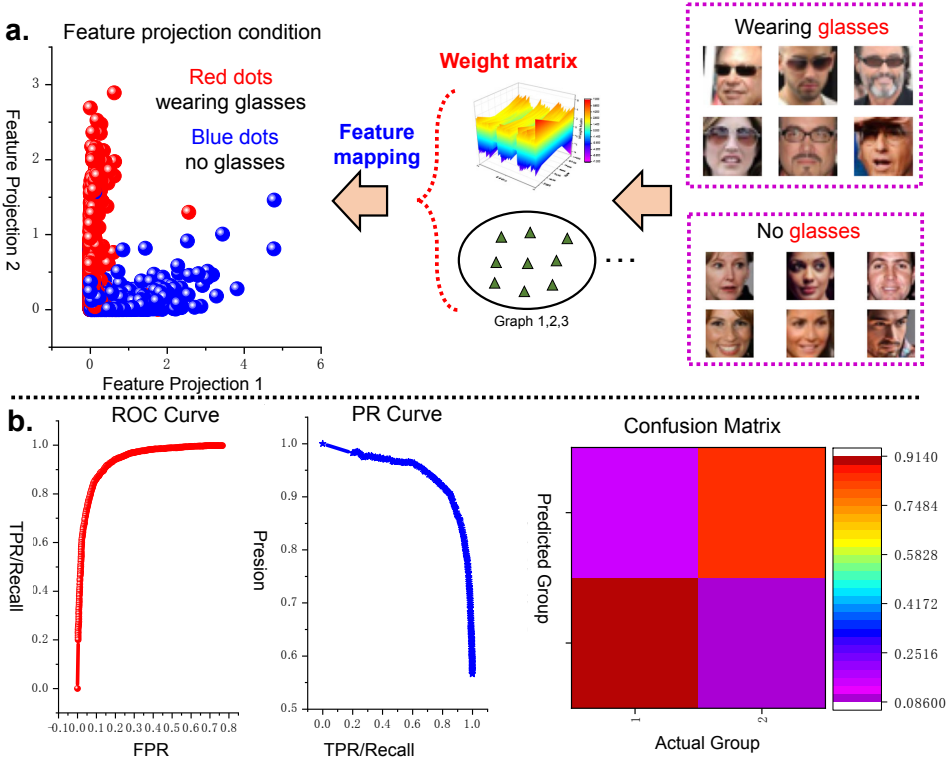 a.
Feature projection condition
Red dots
wearing glasses
Blue dots
no glasses
Feature Projection 2
3
2
1
0
0
2
4
6
Feature Projection 1
Feature
mapping
Weight matrix
Graph 1,2,3
...
Wearing glasses
No glasses
b.
ROC Curve
TPR/Recall
1.0
0.8
0.6
0.4
0.2
0.0
-0.1 0.0 0.1 0.2 0.3 0.4 0.5 0.6 0.7 0.8
FPR
PR Curve
Presion
1.0
0.9
0.8
0.7
0.6
0.5
0.0 0.2 0.4 0.6 0.8 1.0
TPR/Recall
Confusion Matrix
Predicted Group
1
2
Actual Group
0.9140
0.7484
0.5828
0.4172
0.2516
0.08600